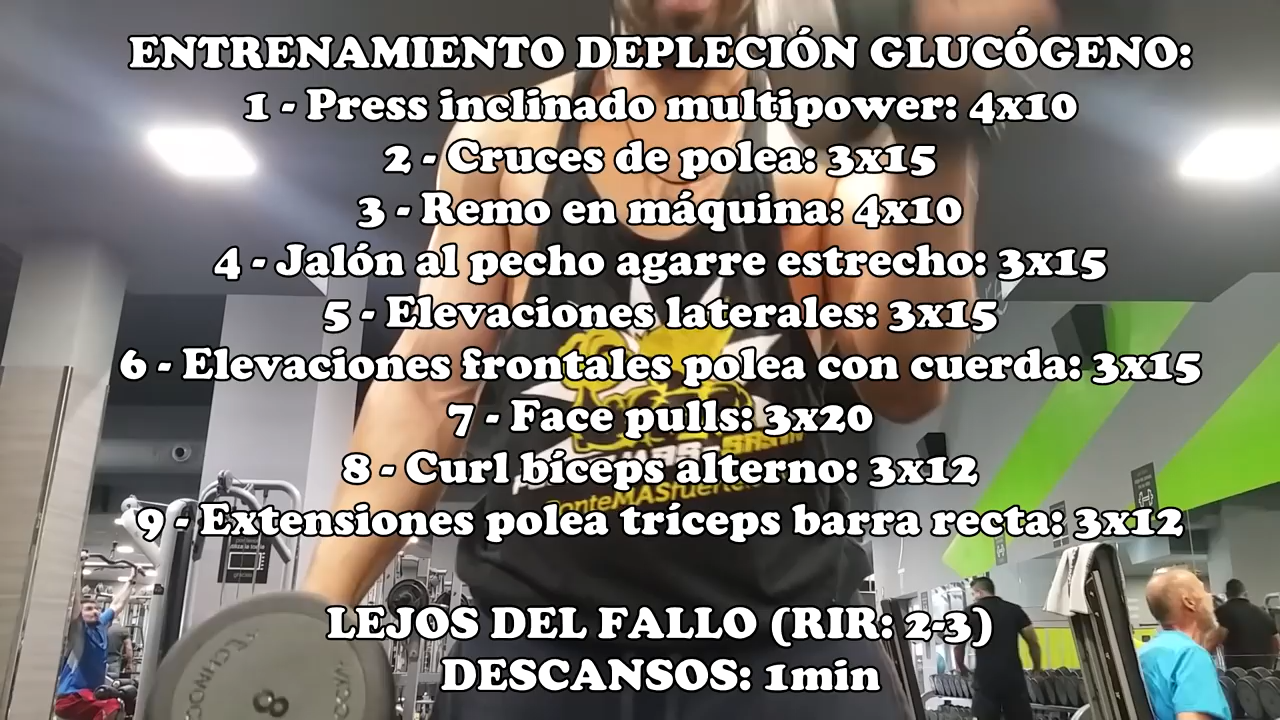 ENTRENAMIENTO DEPLECIÓN GLUCÓGENO:
1 - Press inclinado multipower: 4x10
2 - Cruces de polea: 3x15
3 - Remo en máquina: 4x10
4 - Jalón al pecho agarre estrecho: 3x15
5 - Elevaciones laterales: 3x15
6 - Elevaciones frontales polea con cuerda: 3x15
7 - Face pulls: 3x20
8 - Curl bíceps alterno: 3x12
9 - Extensiones polea tríceps barra recta: 3x12
LEJOS DEL FALLO (RIR: 2-3)
DESCANSOS: 1min
8